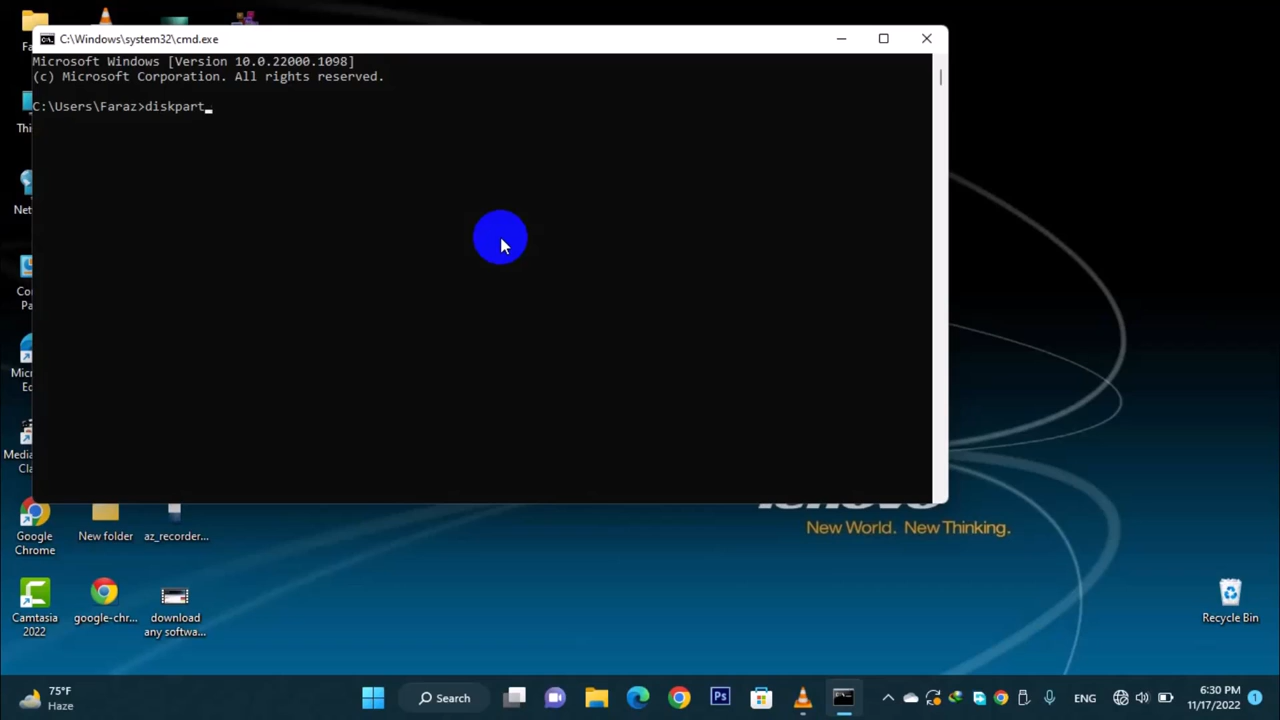 C:\Windows\system32\cmd.exe
Microsoft Windows [Version 10.0.22000.1098]
(c) Microsoft Corporation. All rights reserved.
C:\Users\Faraz>diskpart
New World. New Thinking.
Google
Chrome
New folder
az_recorder...
Camtasia
2022
google-chr...
download
any softwa...
Recycle Bin
75°F
Haze
Search
Ps
ENG
6:30 PM
11/17/2022
1